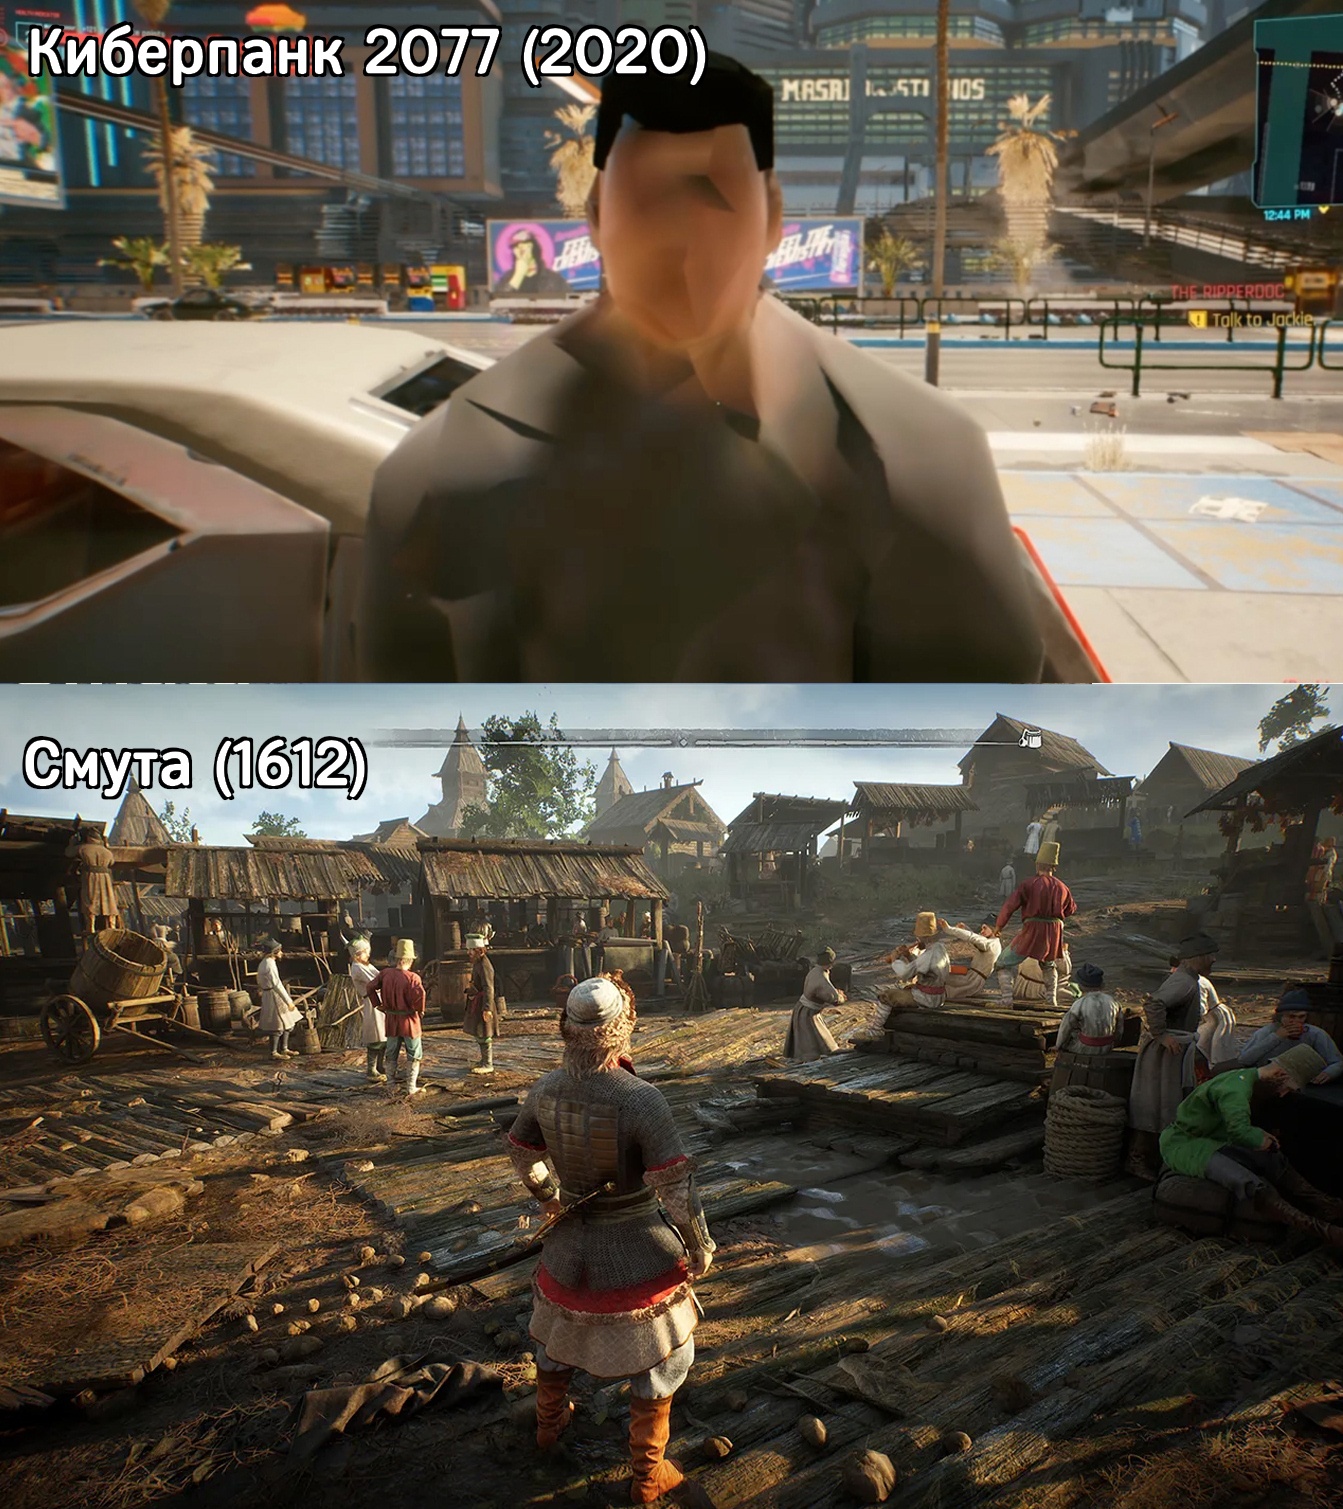 Киберпанк 2077 (2020)
12:44 PM
THE RIPPERDOC
Talk to Jackie
Смута (1612)